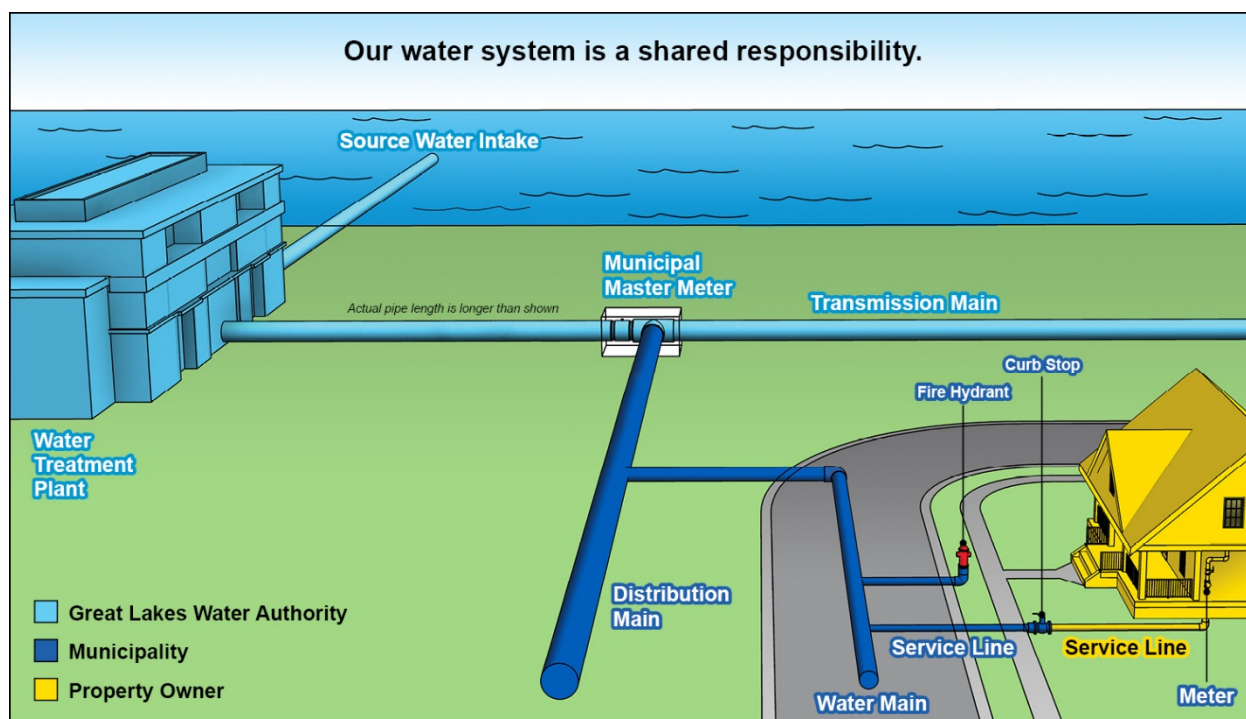 Our water system is a shared responsibility.
Source Water Intake
Municipal
Master Meter
Actual pipe length is longer than shown
Transmission Main
Curb Stop
Fire Hydrant
Water
Treatment
Plant
Distribution
Main
Great Lakes Water Authority
Municipality
Property Owner
Service Line
Service Line
Water Main
Meter